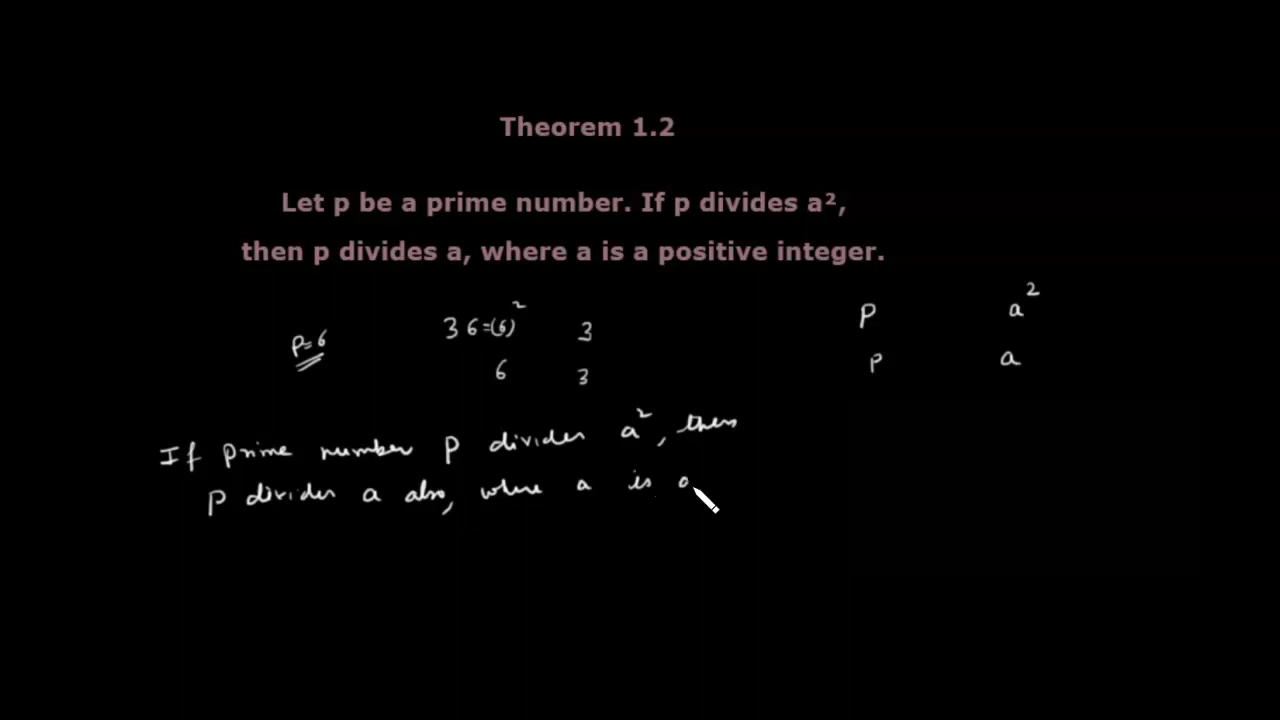 Theorem 1.2
Let p be a prime number. If p divides a²,
then p divides a, where a is a positive integer.
p=6 36=(6)² 3 p a²
6 3 p a
If prime number p divides a², then
p divides a also, where a is a